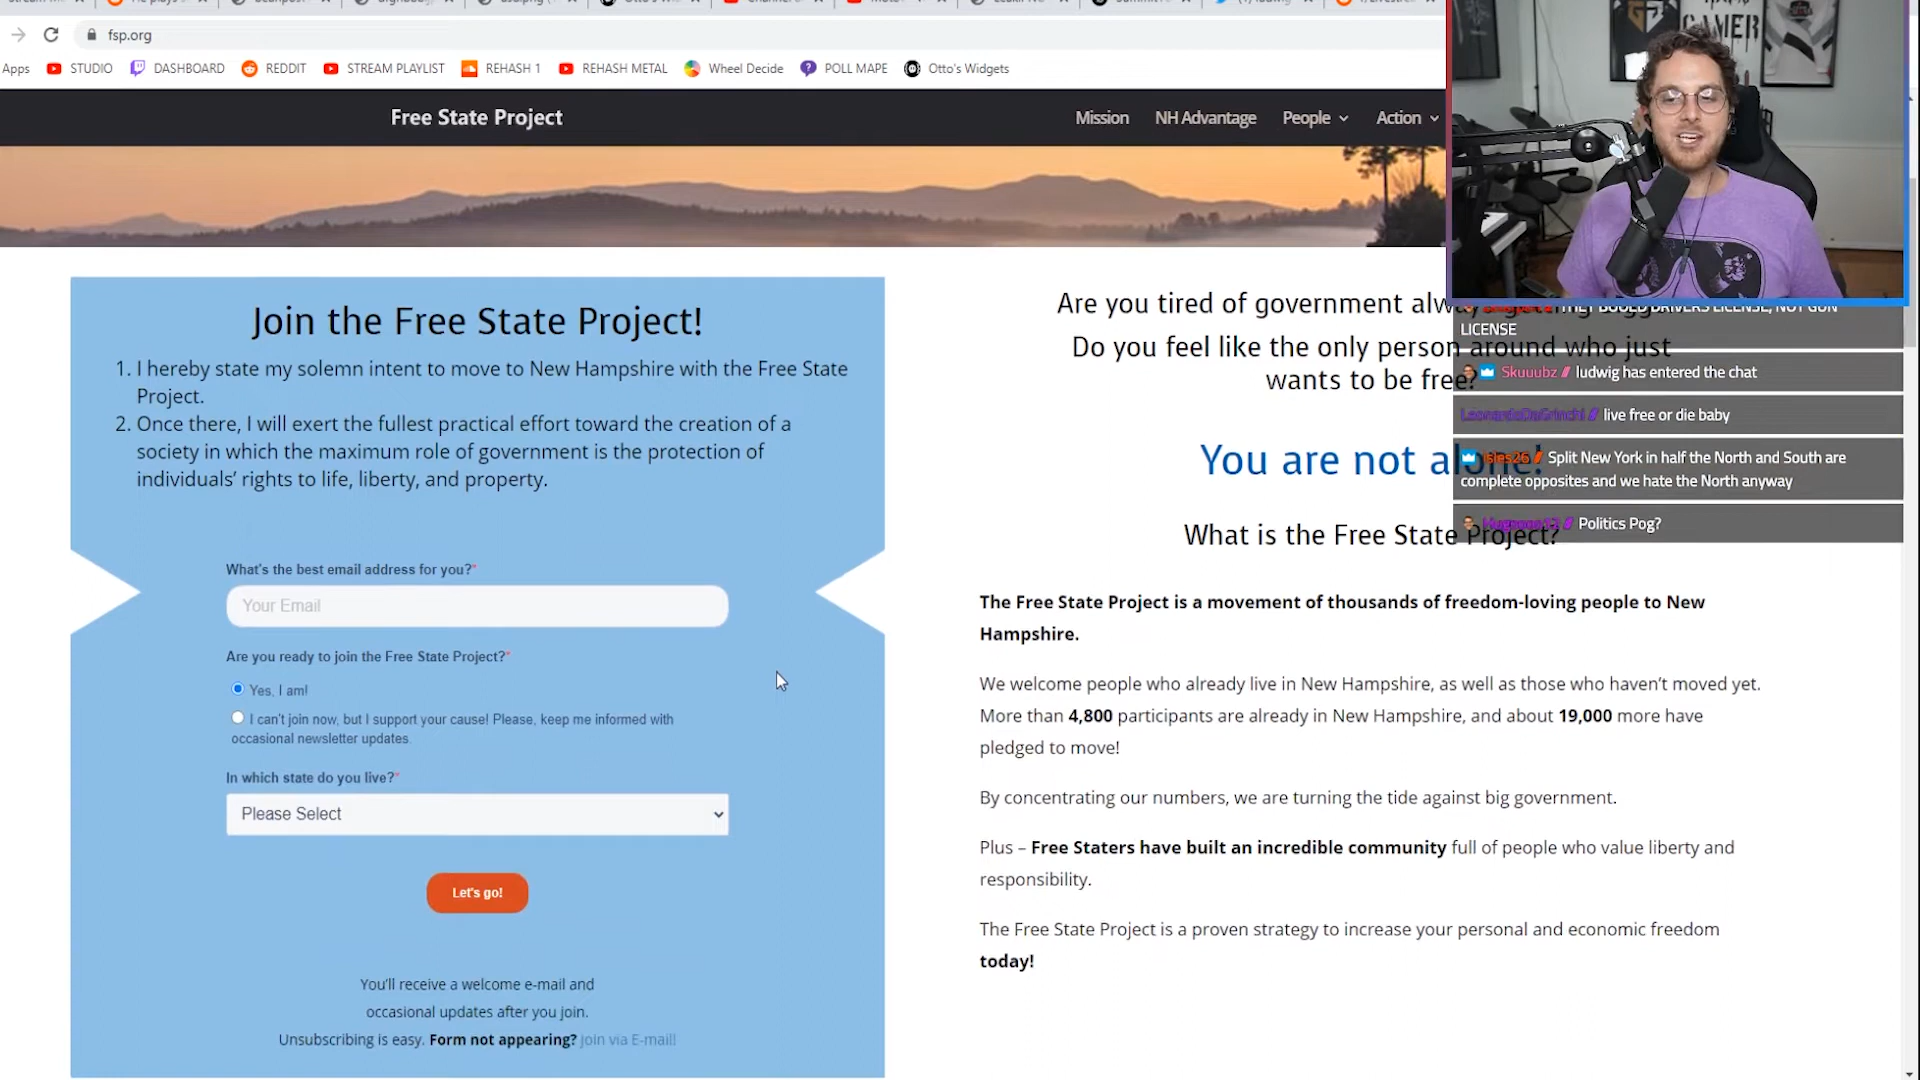 fsp.org
Apps STUDIO DASHBOARD REDDIT STREAM PLAYLIST REHASH 1 REHASH METAL Wheel Decide POLL MAPE Otto's Widgets
Free State Project Mission NH Advantage People Action
GAMER
Join the Free State Project!
1. I hereby state my solemn intent to move to New Hampshire with the Free State
Project.
2. Once there, I will exert the fullest practical effort toward the creation of a
society in which the maximum role of government is the protection of
individuals' rights to life, liberty, and property.
What's the best email address for you?*
Your Email
Are you ready to join the Free State Project?*
Yes, I am!
I can't join now, but I support your cause! Please, keep me informed with
occasional newsletter updates.
In which state do you live?*
Please Select
Let's go!
You'll receive a welcome e-mail and
occasional updates after you join.
Unsubscribing is easy. Form not appearing? Join via E-mail!
Are you tired of government
Do you feel like the only person around who just
wants to be free?
You are not alone!
What is the Free State Project?
The Free State Project is a movement of thousands of freedom-loving people to New
Hampshire.
We welcome people who already live in New Hampshire, as well as those who haven't moved yet.
More than 4,800 participants are already in New Hampshire, and about 19,000 more have
pledged to move!
By concentrating our numbers, we are turning the tide against big government.
Plus – Free Staters have built an incredible community full of people who value liberty and
responsibility.
The Free State Project is a proven strategy to increase your personal and economic freedom
today!
DRIVERS LICENSE, NOT GUN
LICENSE
Skuuubz // ludwig has entered the chat
LeonardoDaGrinchi // live free or die baby
isles26 // Split New York in half the North and South are
complete opposites and we hate the North anyway
// Politics Pog?